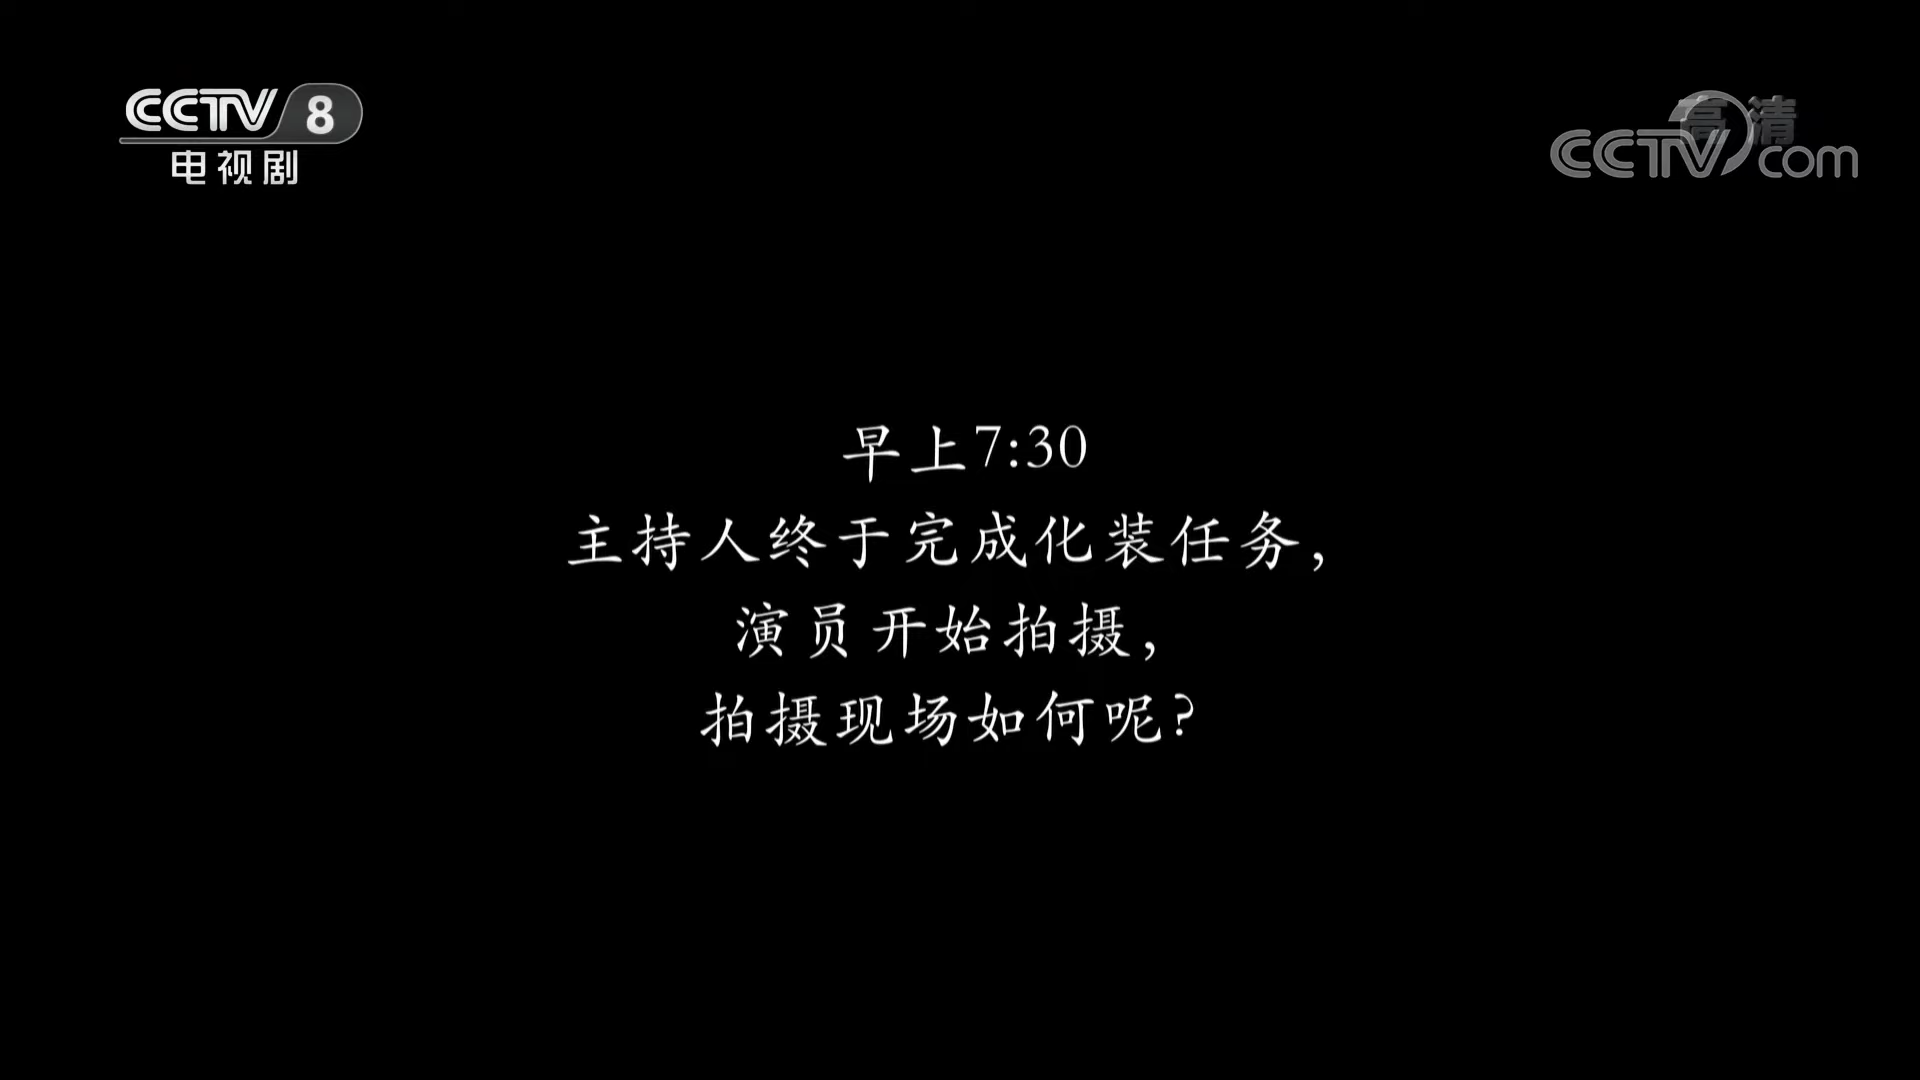 CCTV 8
电视剧
高清
CCTV com
早上7:30
主持人终于完成化装任务,
演员开始拍摄,
拍摄现场如何呢?